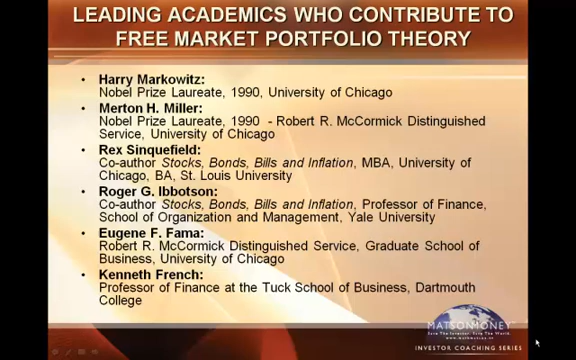 LEADING ACADEMICS WHO CONTRIBUTE TO
FREE MARKET PORTFOLIO THEORY
• Harry Markowitz:
Nobel Prize Laureate, 1990, University of Chicago
• Merton H. Miller:
Nobel Prize Laureate, 1990 - Robert R. McCormick Distinguished
Service, University of Chicago
• Rex Sinquefield:
Co-author Stocks, Bonds, Bills and Inflation, MBA, University of
Chicago, BA, St. Louis University
• Roger G. Ibbotson:
Co-author Stocks, Bonds, Bills and Inflation, Professor of Finance,
School of Organization and Management, Yale University
• Eugene F. Fama:
Robert R. McCormick Distinguished Service, Graduate School of
Business, University of Chicago
• Kenneth French:
Professor of Finance at the Tuck School of Business, Dartmouth
College
MATSONMONEY
INVESTOR COACHING SERIES